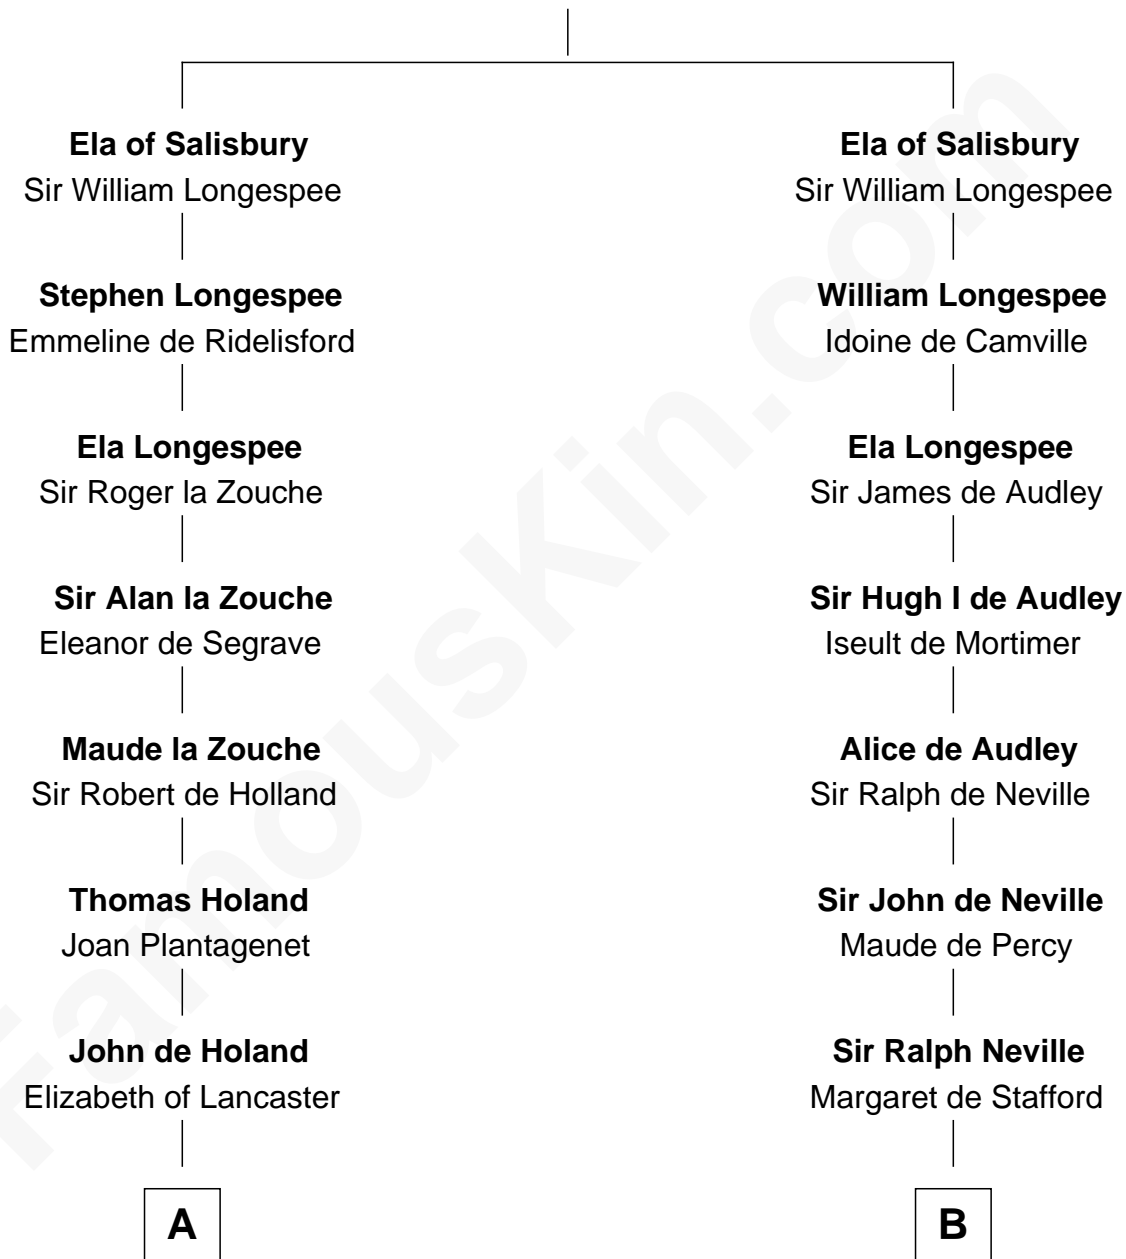 Ela of Salisbury
Sir William Longespee
Stephen Longespee
Emmeline de Ridelisford
Ela Longespee
Sir Roger la Zouche
Sir Alan la Zouche
Eleanor de Segrave
Maude la Zouche
Sir Robert de Holland
Thomas Holand
Joan Plantagenet
John de Holand
Elizabeth of Lancaster
A
Ela of Salisbury
Sir William Longespee
William Longespee
Idoine de Camville
Ela Longespee
Sir James de Audley
Sir Hugh I de Audley
Iseult de Mortimer
Alice de Audley
Sir Ralph de Neville
Sir John de Neville
Maude de Percy
Sir Ralph Neville
Margaret de Stafford
B
FamousKin.com